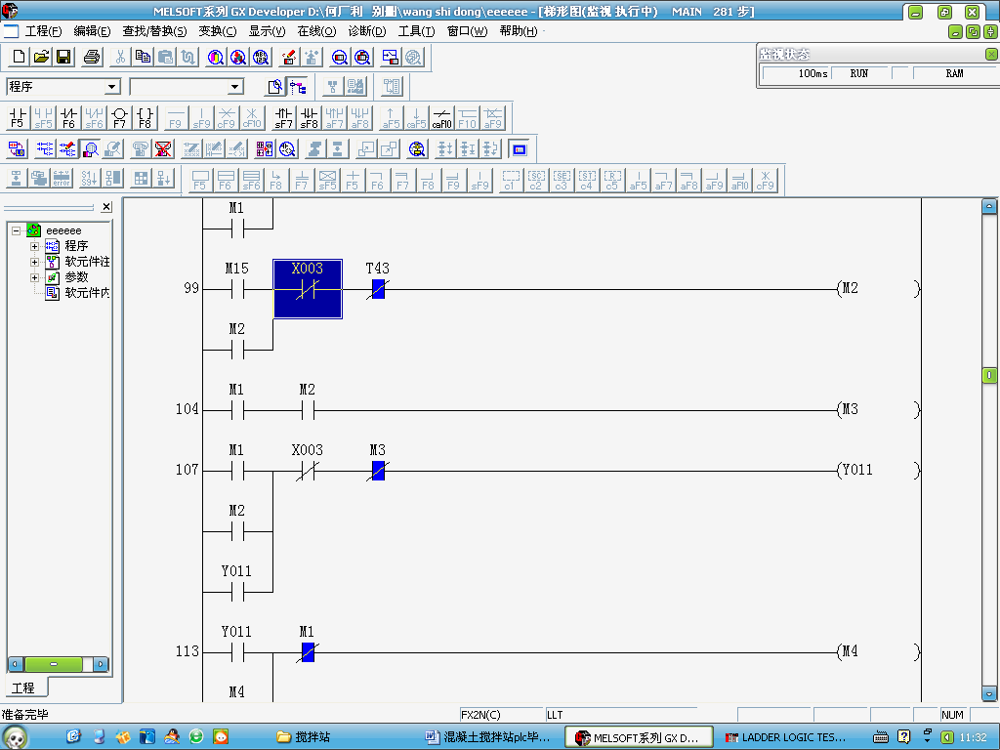 MELSOFT系列 GX Developer D:\何厂利 别删\wang shi dong\eeeeee - [梯形图(监视 执行中) MAIN 281 步]
工程(F) 编辑(E) 查找/替换(S) 变换(C) 显示(V) 在线(O) 诊断(D) 工具(T) 窗口(W) 帮助(H)
监视状态
100ms RUN RAM
程序
F5 sF5 F6 sF6 F7 F8 F9 sF9 cF9 cF10 sF7 sF8 aF7 aF8 aF5 caF5 caF10 F10 aF9
F5 F6 sF6 F8 F7 sF5 F5 F6 F7 F8 F9 sF9 c1 c2 c3 c4 c5 aF5 aF7 aF8 aF9 aF10 cF9
eeeeee
程序
软元件注
参数
软元件内
工程
M1
M15 X003 T43
99 (M2 )
M2
M1 M2
104 (M3 )
M1 X003 M3
107 (Y011 )
M2
Y011
Y011 M1
113 (M4 )
M4
准备完毕 FX2N(C) LLT NUM
搅拌站 混凝土搅拌站plc毕... MELSOFT系列 GX D... LADDER LOGIC TES... 11:32